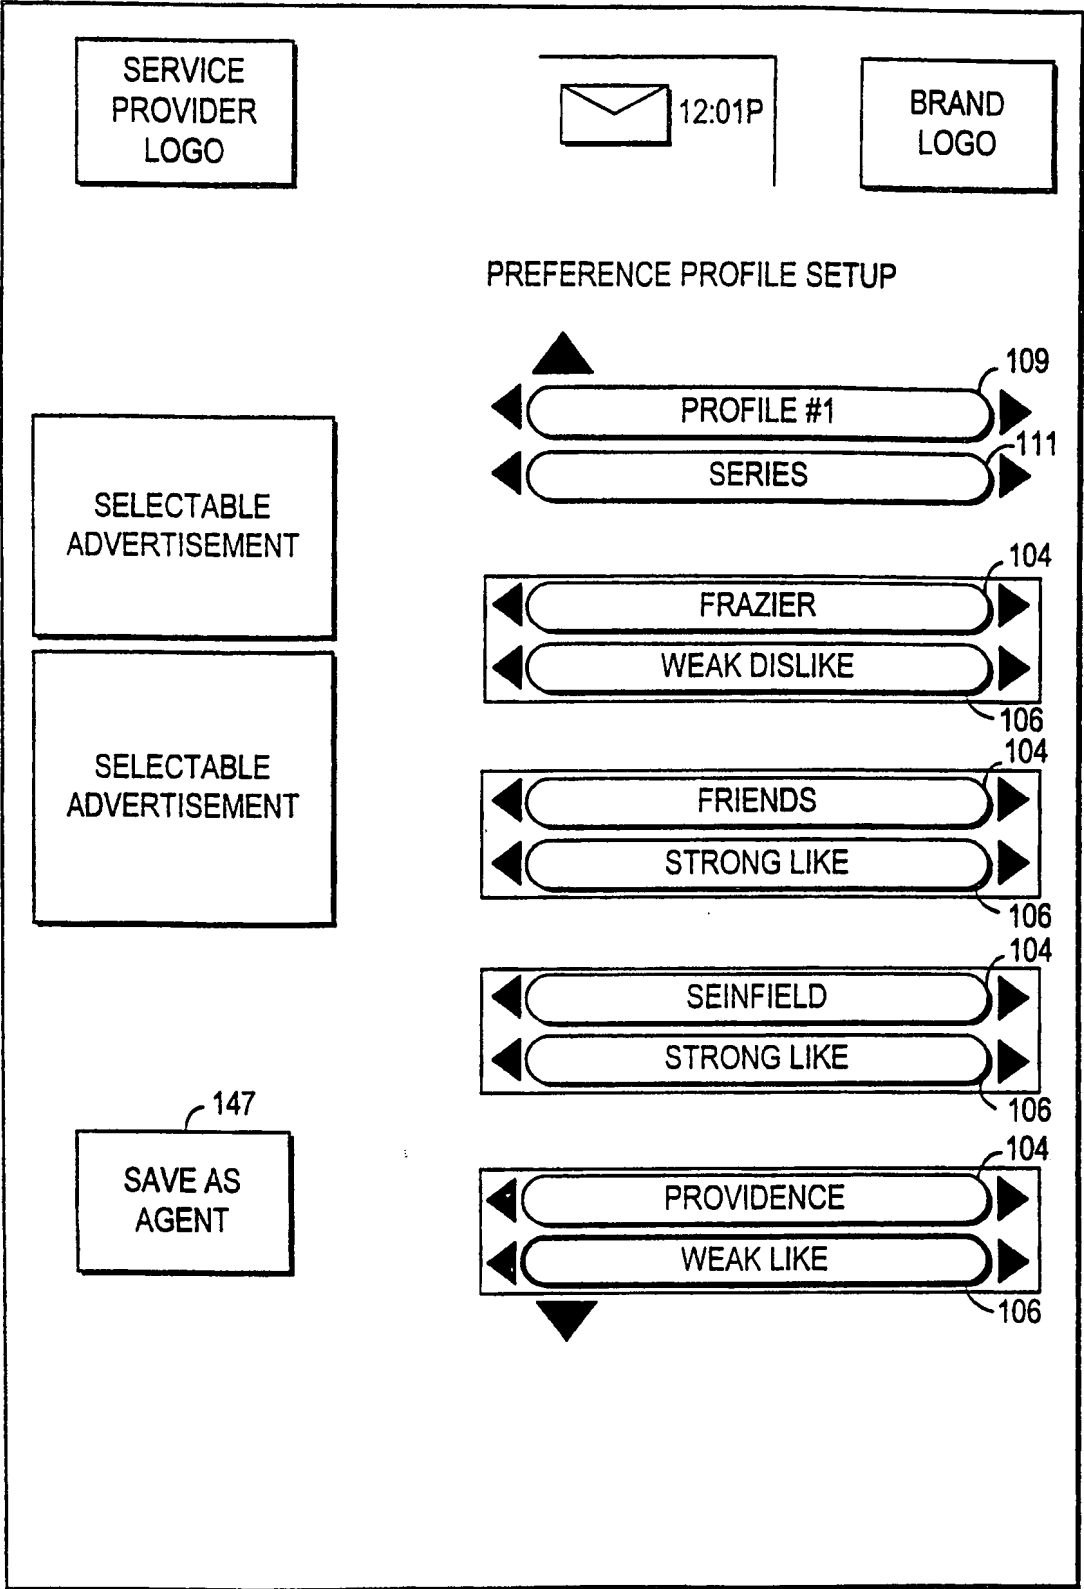 SERVICE
PROVIDER
LOGO
12:01P
BRAND
LOGO
PREFERENCE PROFILE SETUP
109
PROFILE #1
111
SERIES
SELECTABLE
ADVERTISEMENT
104
FRAZIER
WEAK DISLIKE
106
SELECTABLE
ADVERTISEMENT
104
FRIENDS
STRONG LIKE
106
104
SEINFIELD
STRONG LIKE
106
147
SAVE AS
AGENT
104
PROVIDENCE
WEAK LIKE
106